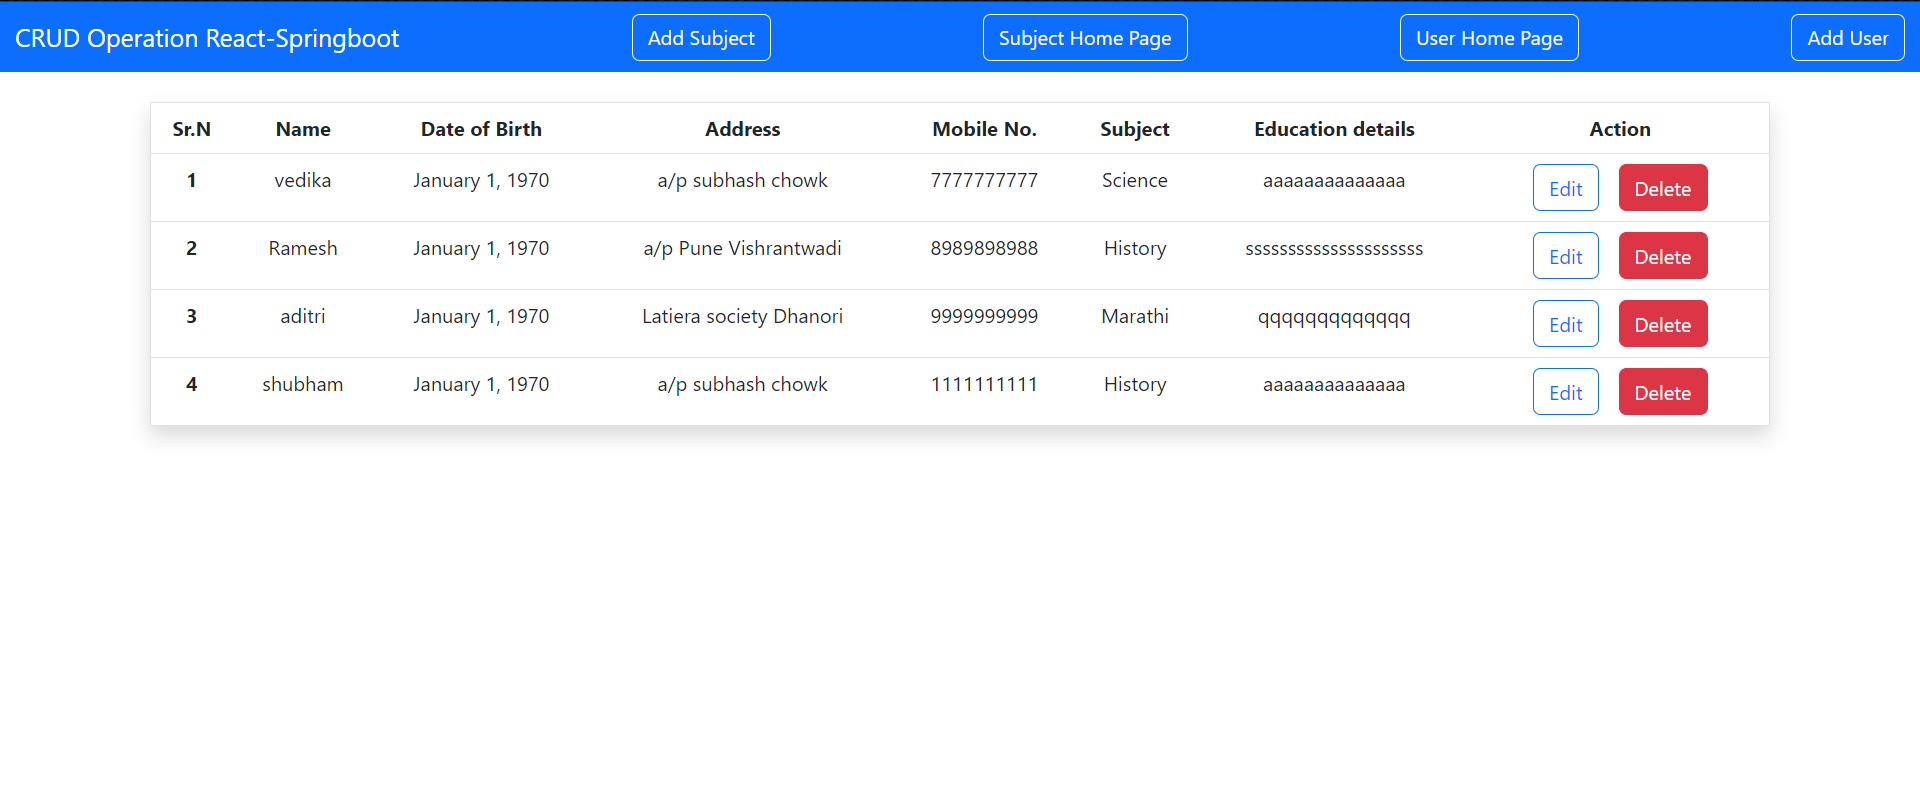 CRUD Operation React-Springboot Add Subject Subject Home Page User Home Page Add User
Sr.N Name Date of Birth Address Mobile No. Subject Education details Action
1 vedika January 1, 1970 a/p subhash chowk 7777777777 Science aaaaaaaaaaaaaa Edit Delete
2 Ramesh January 1, 1970 a/p Pune Vishrantwadi 8989898988 History sssssssssssssssssssss Edit Delete
3 aditri January 1, 1970 Latiera society Dhanori 9999999999 Marathi qqqqqqqqqqqqq Edit Delete
4 shubham January 1, 1970 a/p subhash chowk 1111111111 History aaaaaaaaaaaaaa Edit Delete